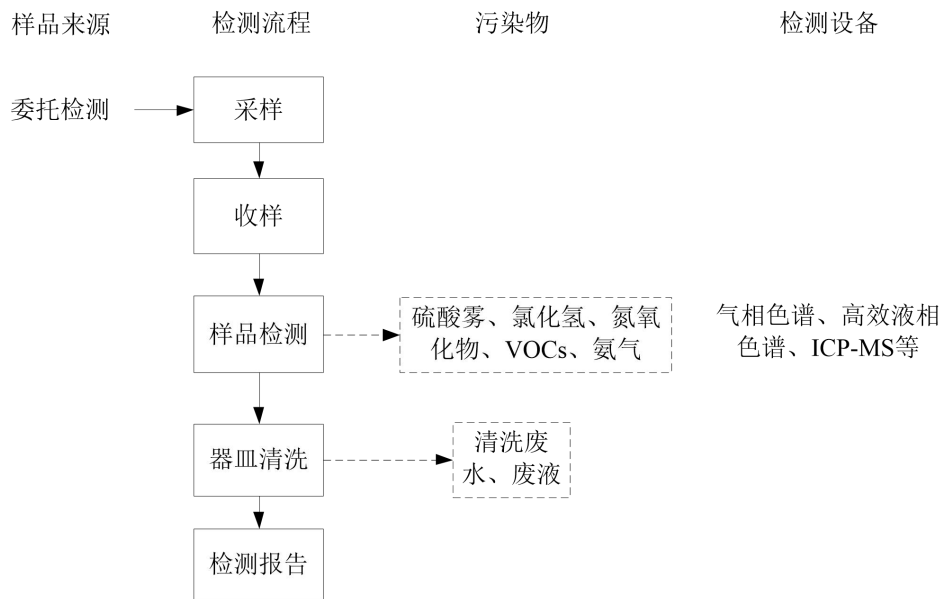 样品来源 检测流程 污染物 检测设备
委托检测 采样
收样
样品检测
硫酸雾、氯化氢、氮氧
化物、VOCs、氨气
气相色谱、高效液相
色谱、ICP-MS等
器皿清洗
清洗废
水、废液
检测报告